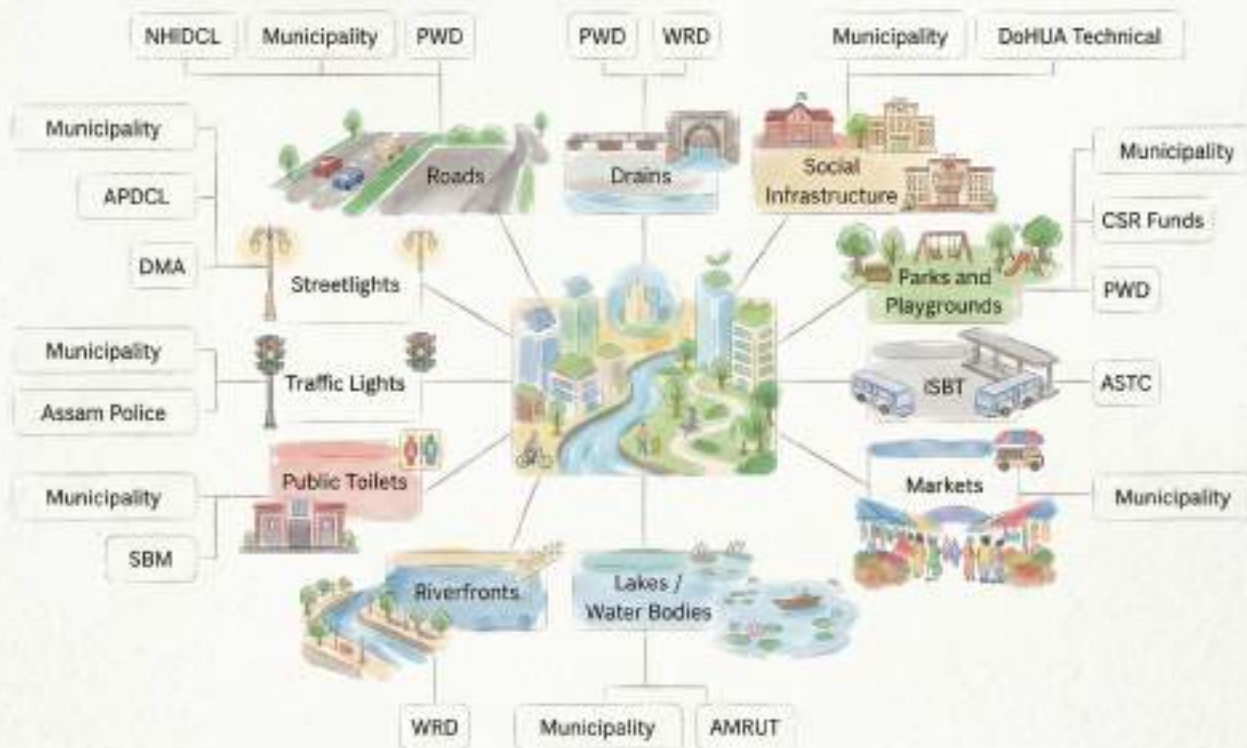 NHIDCL Municipality PWD
PWD WRD
Municipality DoHUA Technical
Roads
Drains
Social
Infrastructure
Municipality
APDCL
DMA
Streetlights
Municipality
CSR Funds
PWD
Parks and
Playgrounds
Municipality
Assam Police
Traffic Lights
ISBT
ASTC
Municipality
SBM
Public Toilets
Markets
Municipality
Riverfronts
Lakes /
Water Bodies
WRD
Municipality AMRUT